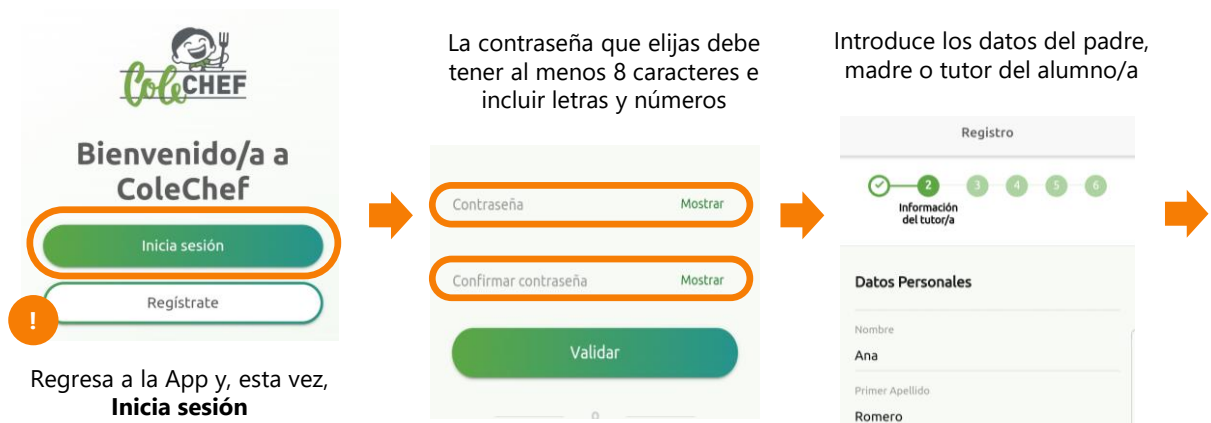 ColeCHEF
Bienvenido/a a
ColeChef
Inicia sesión
Regístrate
!
Regresa a la App y, esta vez,
Inicia sesión
La contraseña que elijas debe
tener al menos 8 caracteres e
incluir letras y números
Contraseña Mostrar
Confirmar contraseña Mostrar
Validar
Introduce los datos del padre,
madre o tutor del alumno/a
Registro
2 3 4 5 6
Información
del tutor/a
Datos Personales
Nombre
Ana
Primer Apellido
Romero